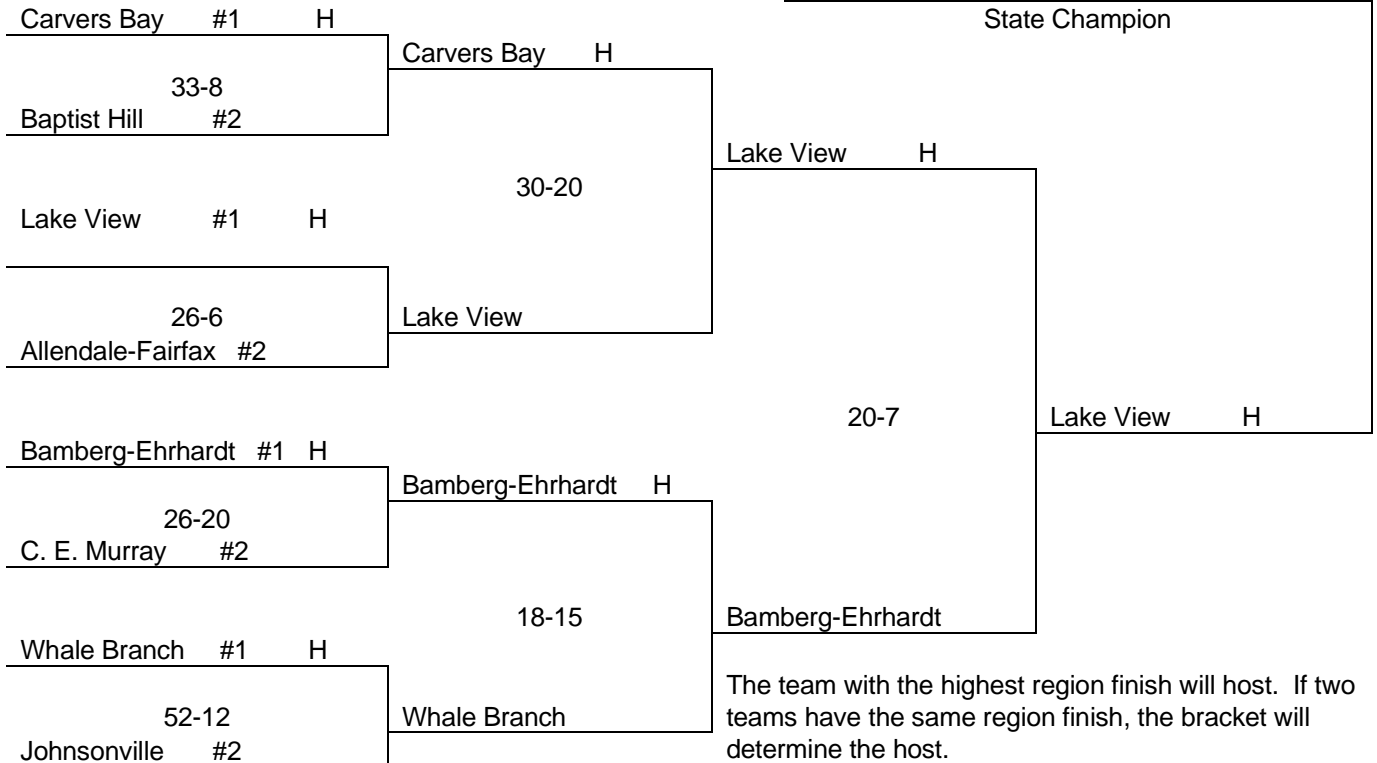 Carvers Bay #1 H
State Champion
Carvers Bay H
33-8
Baptist Hill #2
Lake View H
30-20
Lake View #1 H
26-6
Lake View
Allendale-Fairfax #2
20-7
Lake View H
Bamberg-Ehrhardt #1 H
Bamberg-Ehrhardt H
26-20
C. E. Murray #2
18-15
Bamberg-Ehrhardt
Whale Branch #1 H
The team with the highest region finish will host. If two
teams have the same region finish, the bracket will
determine the host.
52-12
Whale Branch
Johnsonville #2